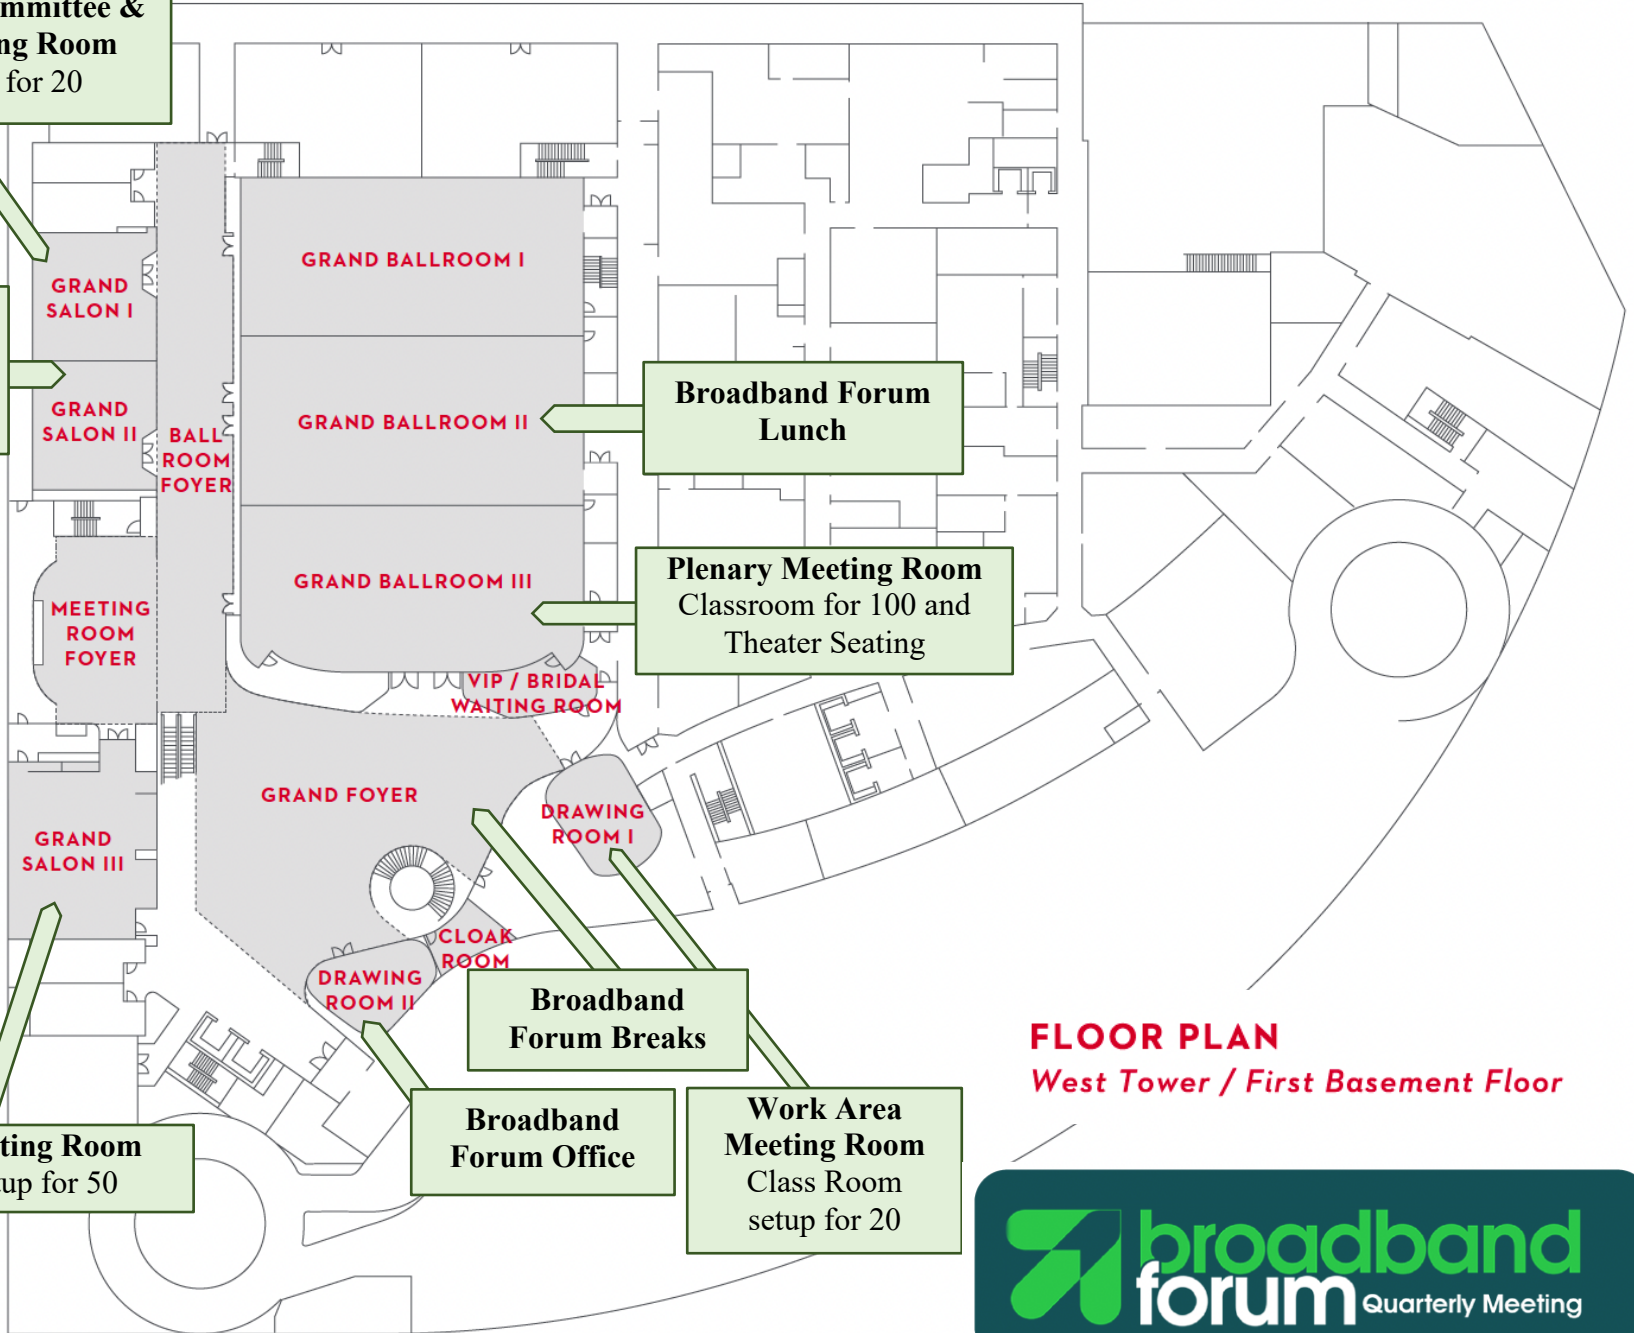 mmittee &
ng Room
for 20
GRAND
SALON I
GRAND
SALON II
BALL
ROOM
FOYER
GRAND BALLROOM I
GRAND BALLROOM II
GRAND BALLROOM III
Broadband Forum
Lunch
Plenary Meeting Room
Classroom for 100 and
Theater Seating
MEETING
ROOM
FOYER
VIP / BRIDAL
WAITING ROOM
GRAND FOYER
DRAWING
ROOM I
GRAND
SALON III
CLOAK
ROOM
DRAWING
ROOM II
Broadband
Forum Breaks
Broadband
Forum Office
Work Area
Meeting Room
Class Room
setup for 20
ting Room
up for 50
FLOOR PLAN
West Tower / First Basement Floor
broadband
forum Quarterly Meeting